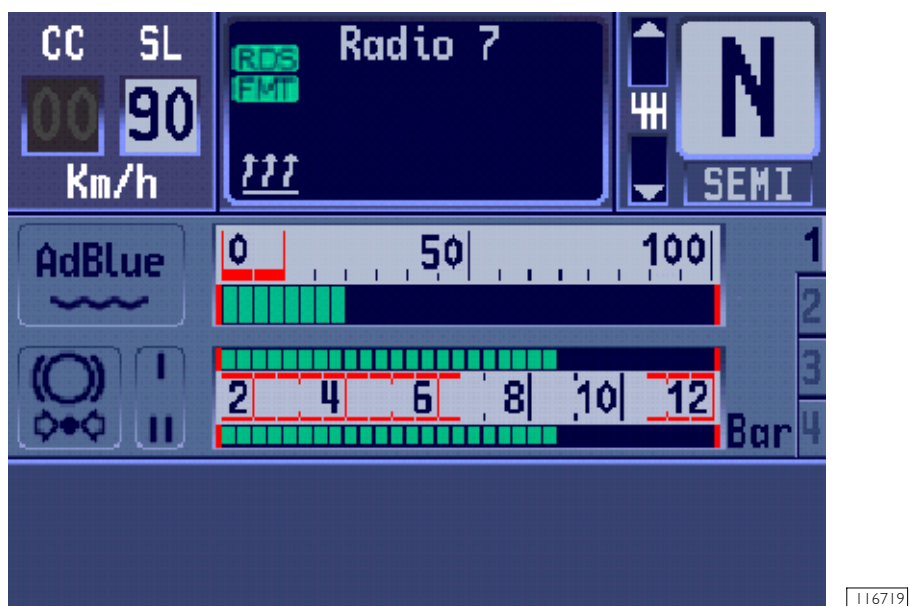 CC SL
00 90
Km/h
RDS
FMT
Radio 7
N
SEMI
AdBlue
0 50 100
1
2
3
4
I
II
2 4 6 8 10 12
Bar
116719